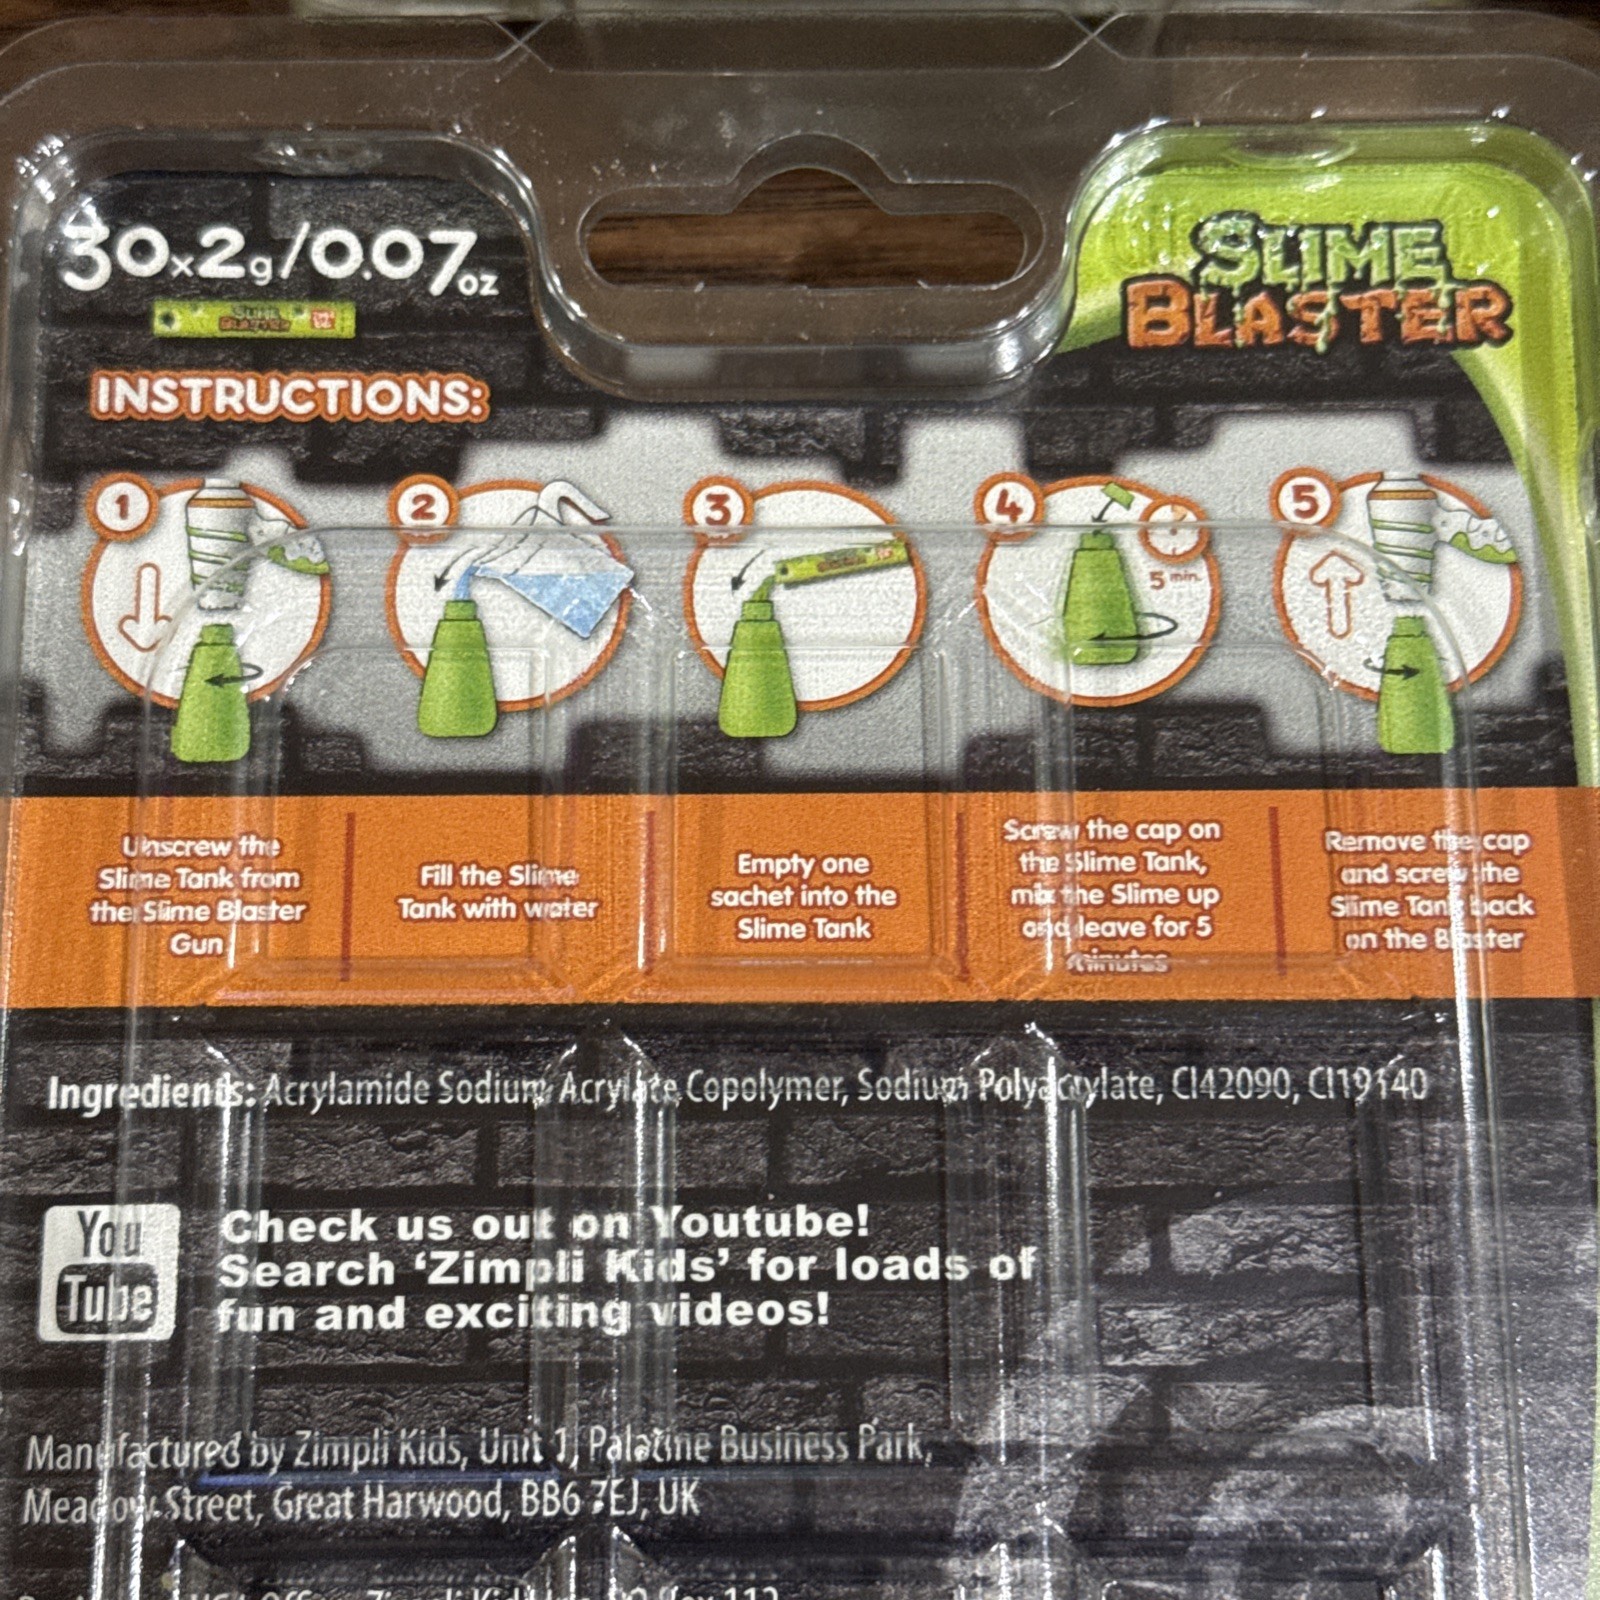 30x2g/0.07oz
SLIME
BLASTER
SLIME
BLASTER
INSTRUCTIONS:
1
2
3
4
5 min.
5
Unscrew the
Slime Tank from
the Slime Blaster
Gun
Fill the Slime
Tank with water
Empty one
sachet into the
Slime Tank
Screw the cap on
the Slime Tank,
mix the Slime up
and leave for 5
minutes
Remove the cap
and screw the
Slime Tank back
on the Blaster
Ingredients: Acrylamide Sodium Acrylate Copolymer, Sodium Polyacrylate, CI42090, CI19140
You
Tube
Check us out on Youtube!
Search ‘Zimpli Kids’ for loads of
fun and exciting videos!
Manufactured by Zimpli Kids, Unit 1, Palatine Business Park,
Meadow Street, Great Harwood, BB6 7EJ, UK